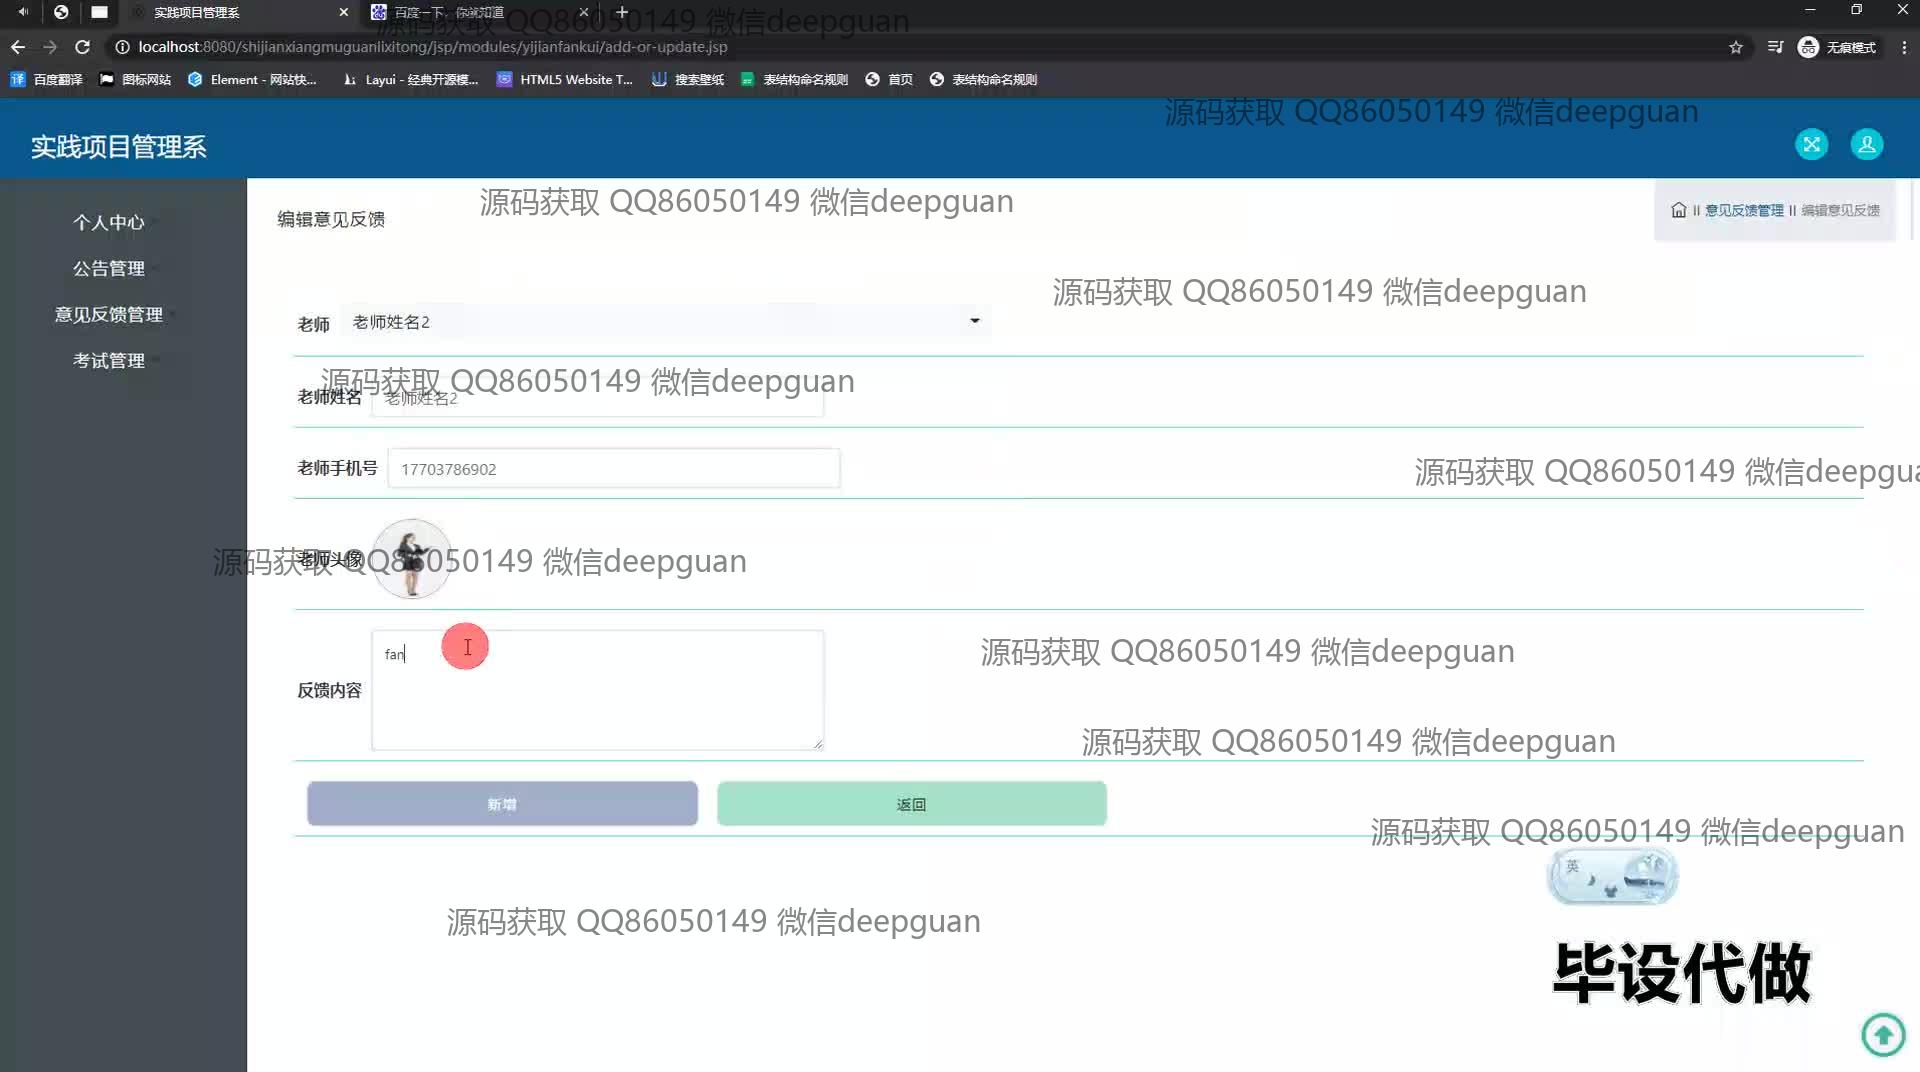 实践项目管理系
百度一下，你就知道
源码获取 QQ86050149 微信deepguan
localhost:8080/shijianxiangmuguanlixitong/jsp/modules/yijianfankui/add-or-update.jsp
无痕模式
百度翻译
图标网站
Element - 网站快...
Layui - 经典开源模...
HTML5 Website T...
搜索壁纸
表结构命名规则
首页
表结构命名规则
源码获取 QQ86050149 微信deepguan
实践项目管理系
个人中心
公告管理
意见反馈管理
考试管理
编辑意见反馈
源码获取 QQ86050149 微信deepguan
意见反馈管理 编辑意见反馈
源码获取 QQ86050149 微信deepguan
老师 老师姓名2
源码获取 QQ86050149 微信deepguan
老师姓名 老师姓名2
老师手机号 17703786902
源码获取 QQ86050149 微信deepgua
老师头像
源码获取 QQ86050149 微信deepguan
反馈内容 fan
源码获取 QQ86050149 微信deepguan
源码获取 QQ86050149 微信deepguan
新增 返回
源码获取 QQ86050149 微信deepguan
英
源码获取 QQ86050149 微信deepguan
毕设代做